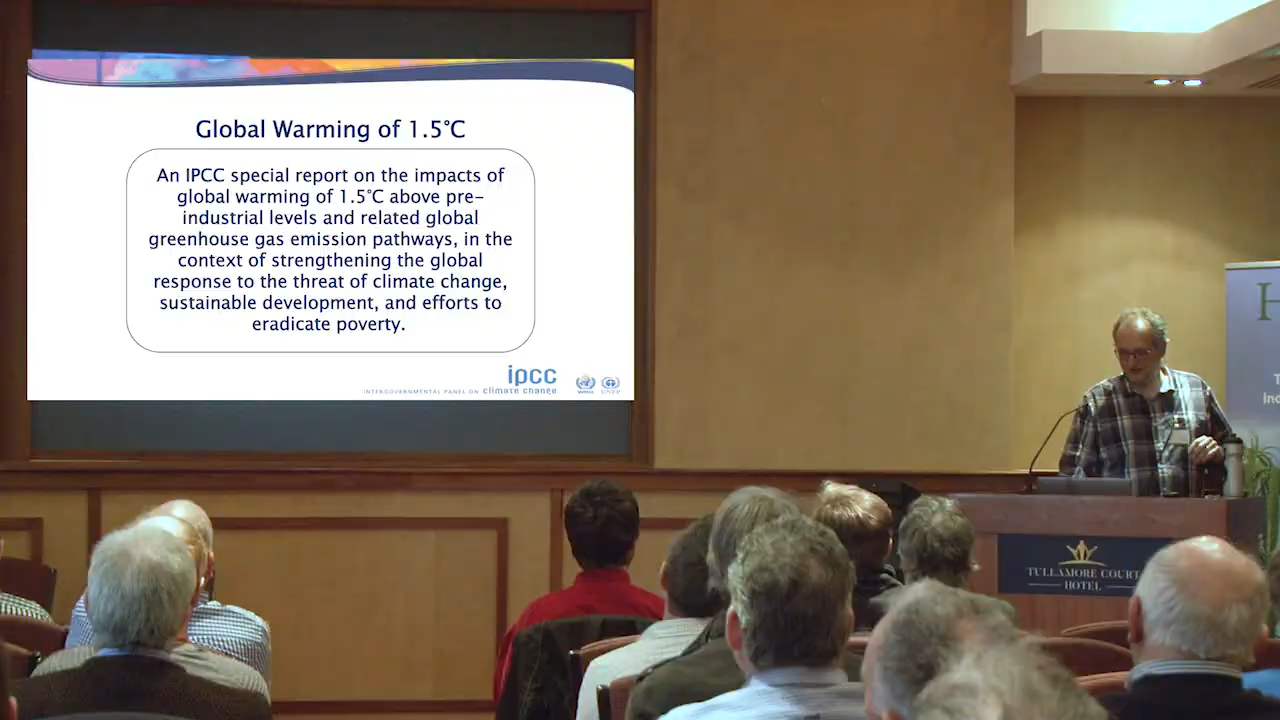 Global Warming of 1.5°C
An IPCC special report on the impacts of
global warming of 1.5°C above pre-
industrial levels and related global
greenhouse gas emission pathways, in the
context of strengthening the global
response to the threat of climate change,
sustainable development, and efforts to
eradicate poverty.
ipcc
INTERGOVERNMENTAL PANEL ON climate change
WMO UNEP
H
T
ind
TULLAMORE COURT
HOTEL